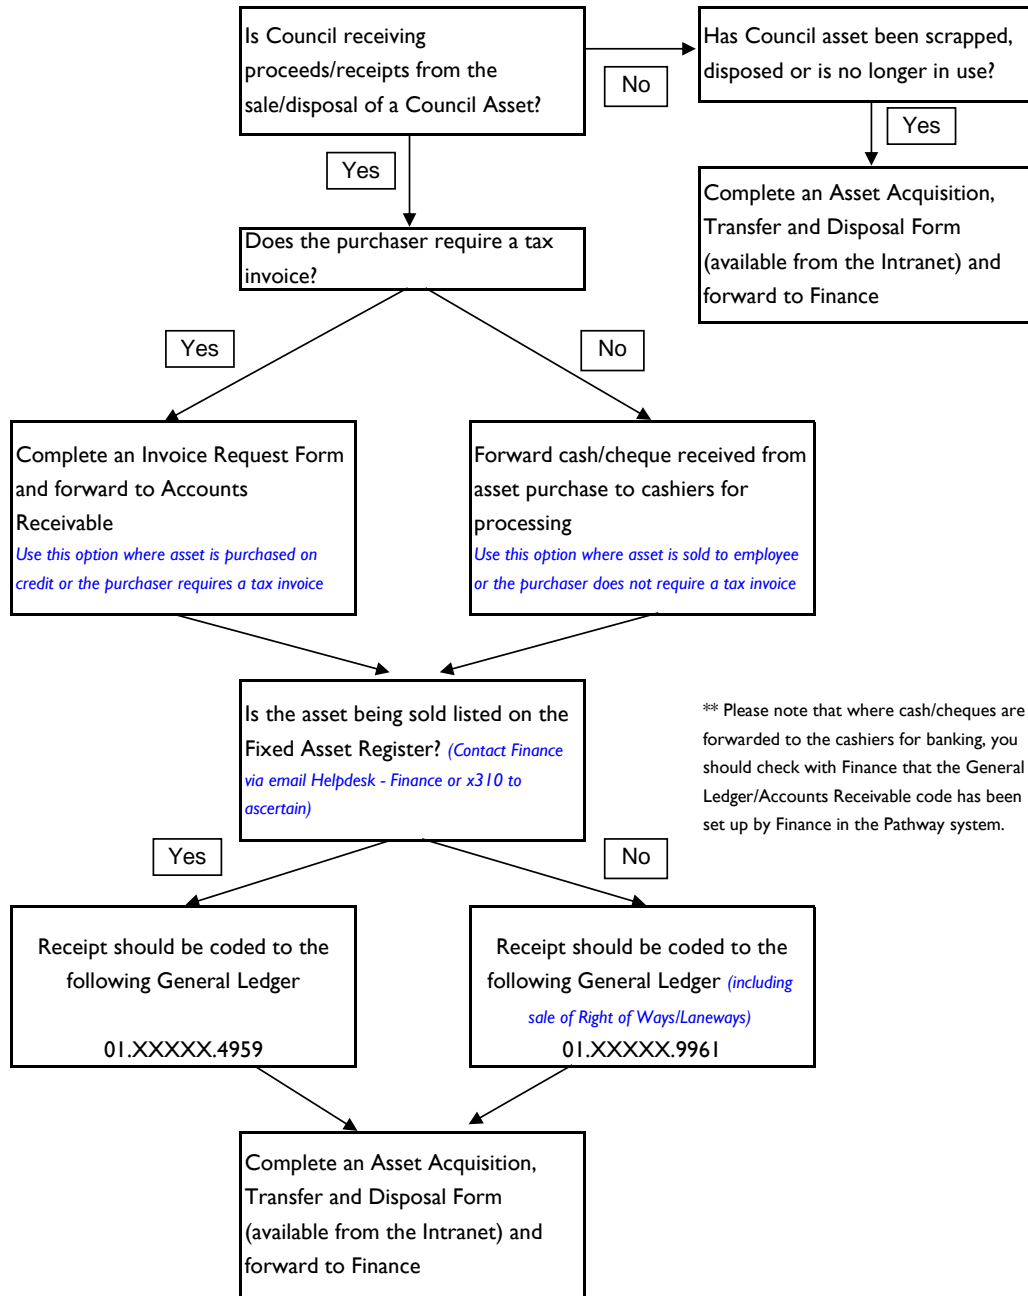 Is Council receiving
proceeds/receipts from the
sale/disposal of a Council Asset?
No
Has Council asset been scrapped,
disposed or is no longer in use?
Yes
Yes
Complete an Asset Acquisition,
Transfer and Disposal Form
(available from the Intranet) and
forward to Finance
Does the purchaser require a tax
invoice?
Yes
No
Complete an Invoice Request Form
and forward to Accounts
Receivable
Use this option where asset is purchased on
credit or the purchaser requires a tax invoice
Forward cash/cheque received from
asset purchase to cashiers for
processing
Use this option where asset is sold to employee
or the purchaser does not require a tax invoice
Is the asset being sold listed on the
Fixed Asset Register? (Contact Finance
via email Helpdesk - Finance or x310 to
ascertain)
** Please note that where cash/cheques are
forwarded to the cashiers for banking, you
should check with Finance that the General
Ledger/Accounts Receivable code has been
set up by Finance in the Pathway system.
Yes
No
Receipt should be coded to the
following General Ledger
01.XXXXX.4959
Receipt should be coded to the
following General Ledger (including
sale of Right of Ways/Laneways)
01.XXXXX.9961
Complete an Asset Acquisition,
Transfer and Disposal Form
(available from the Intranet) and
forward to Finance